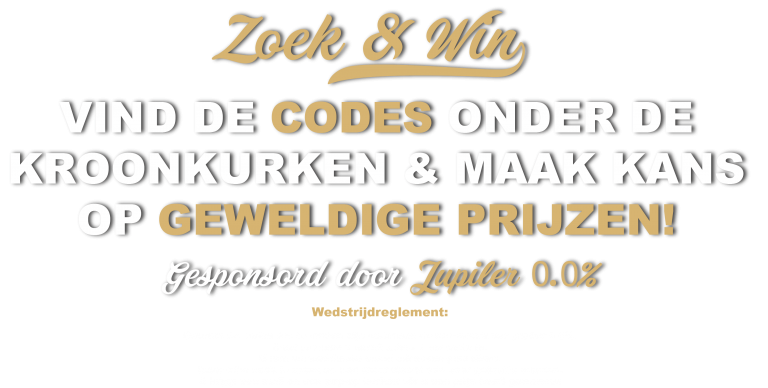 Zoek & Win
VIND DE CODES ONDER DE
KROONKURKEN & MAAK KANS
OP GEWELDIGE PRIJZEN!
Gesponsord door Jupiler 0.0%
Wedstrijdreglement: